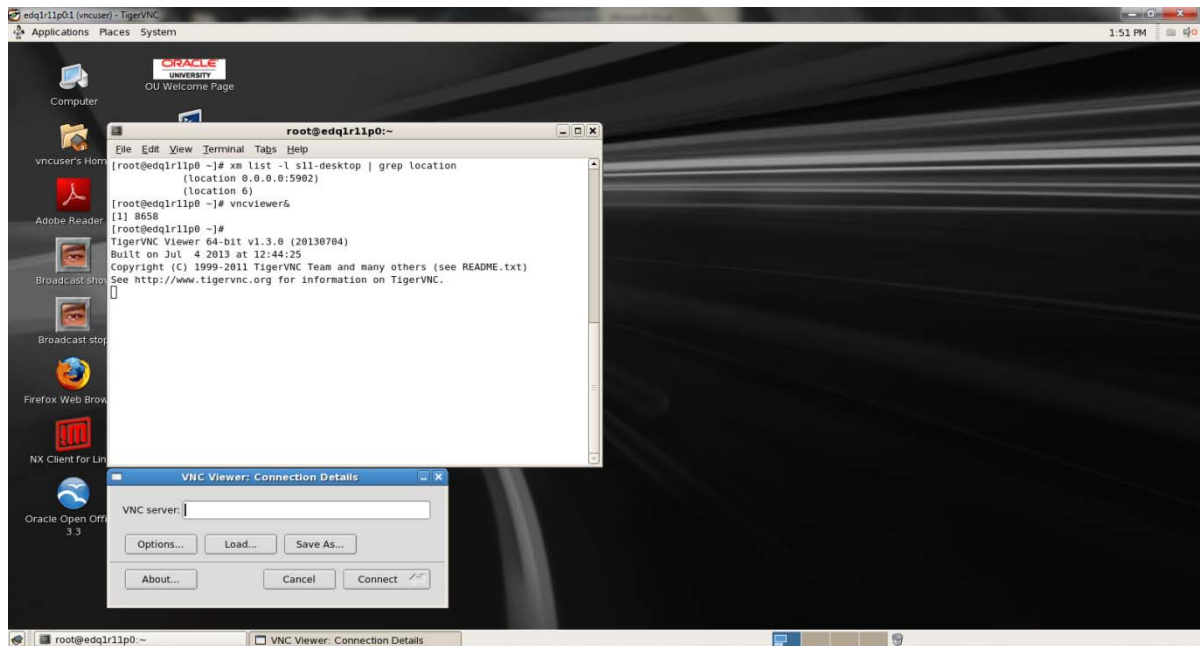 edq1r11p0:1 (vncuser) - TigerVNC
Applications Places System
1:51 PM
Computer
ORACLE
UNIVERSITY
OU Welcome Page
vncuser's Hom
Adobe Reader
Broadcast sho
Broadcast stop
Firefox Web Brow
NX Client for Lin
Oracle Open Offi
3.3
root@edq1r11p0:~
File Edit View Terminal Tabs Help
[root@edq1r11p0 ~]# xm list -l s11-desktop | grep location
(location 0.0.0.0:5902)
(location 6)
[root@edq1r11p0 ~]# vncviewer&
[1] 8658
[root@edq1r11p0 ~]#
TigerVNC Viewer 64-bit v1.3.0 (20130704)
Built on Jul  4 2013 at 12:44:25
Copyright (C) 1999-2011 TigerVNC Team and many others (see README.txt)
See http://www.tigervnc.org for information on TigerVNC.
VNC Viewer: Connection Details
VNC server:
Options... Load... Save As...
About... Cancel Connect
root@edq1r11p0:~
VNC Viewer: Connection Details